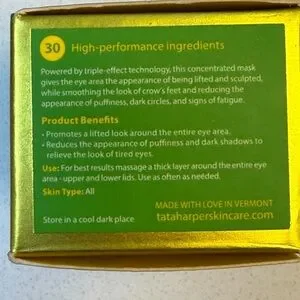 30 High-performance ingredients
Powered by triple-effect technology, this concentrated mask
gives the eye area the appearance of being lifted and sculpted,
while smoothing the look of crow's feet and reducing the
appearance of puffiness, dark circles, and signs of fatigue.
Product Benefits
• Promotes a lifted look around the entire eye area.
• Reduces the appearance of puffiness and dark shadows to
relieve the look of tired eyes.
Use: For best results massage a thick layer around the entire eye
area - upper and lower lids. Use as often as needed.
Skin Type: All
MADE WITH LOVE IN VERMONT
Store in a cool dark place
tataharperskincare.com